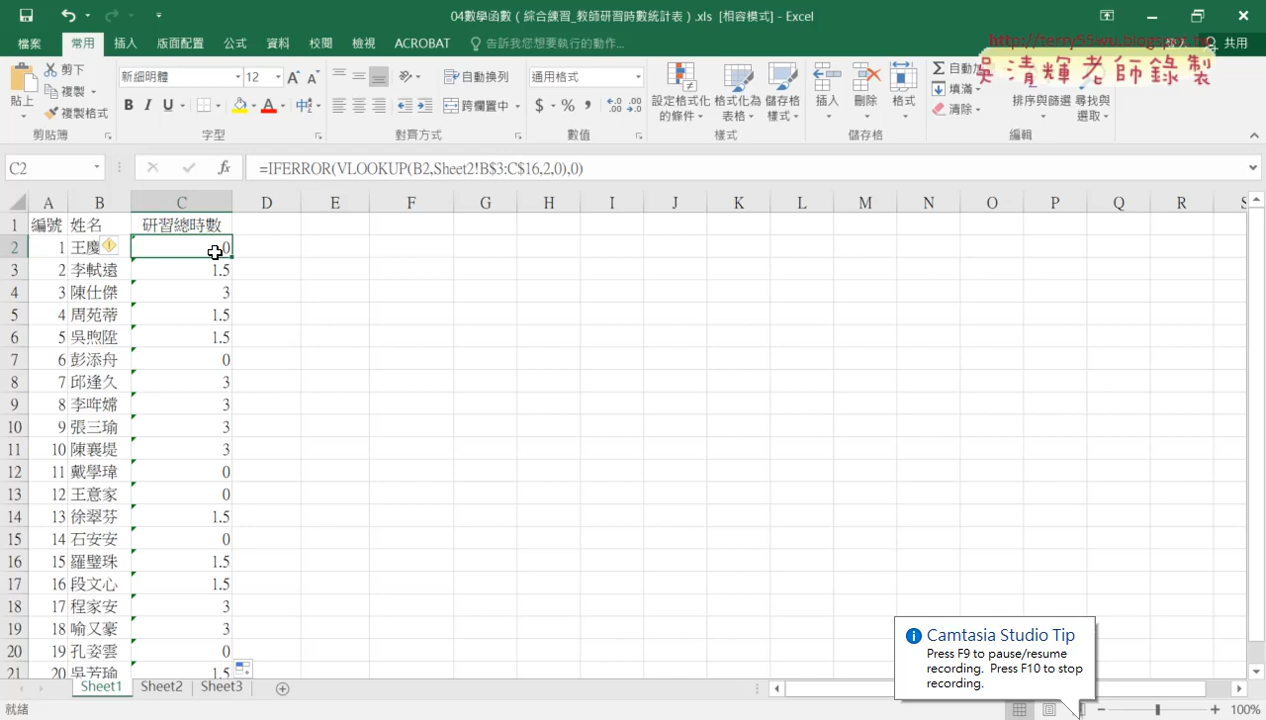 04數學函數（綜合練習_教師研習時數統計表）.xls [相容模式] - Excel
檔案 常用 插入 版面配置 公式 資料 校閱 檢視 ACROBAT 告訴我您想要執行的動作... 共用
http://terry55wu.blogspot.tw
吳清輝老師錄製
貼上 剪下 複製 複製格式 剪貼簿
新細明體 12 B I U 字型
自動換列 跨欄置中 對齊方式
通用格式 $ % 數值
設定格式化的條件 格式化為表格 儲存格樣式 樣式
插入 刪除 格式 儲存格
Σ 自動加 填滿 清除 排序與篩選 尋找與選取 編輯
C2 fx =IFERROR(VLOOKUP(B2,Sheet2!B$3:C$16,2,0),0)
A B C D E F G H I J K L M N O P Q R S
1 編號 姓名 研習總時數
2 1 王慶 0
3 2 李軾遠 1.5
4 3 陳仕傑 3
5 4 周苑蒂 1.5
6 5 吳煦陞 1.5
7 6 彭添舟 0
8 7 邱逢久 3
9 8 李嫦 3
10 9 張三瑜 3
11 10 陳襄堤 3
12 11 戴學瑋 0
13 12 王意家 0
14 13 徐翠芬 1.5
15 14 石安安 0
16 15 羅璧珠 1.5
17 16 段文心 1.5
18 17 程家安 3
19 18 喻又豪 3
20 19 孔姿雲 0
21 20 吳芳瑜 1.5
Camtasia Studio Tip
Press F9 to pause/resume
recording. Press F10 to stop
recording.
Sheet1 Sheet2 Sheet3
就緒 100%